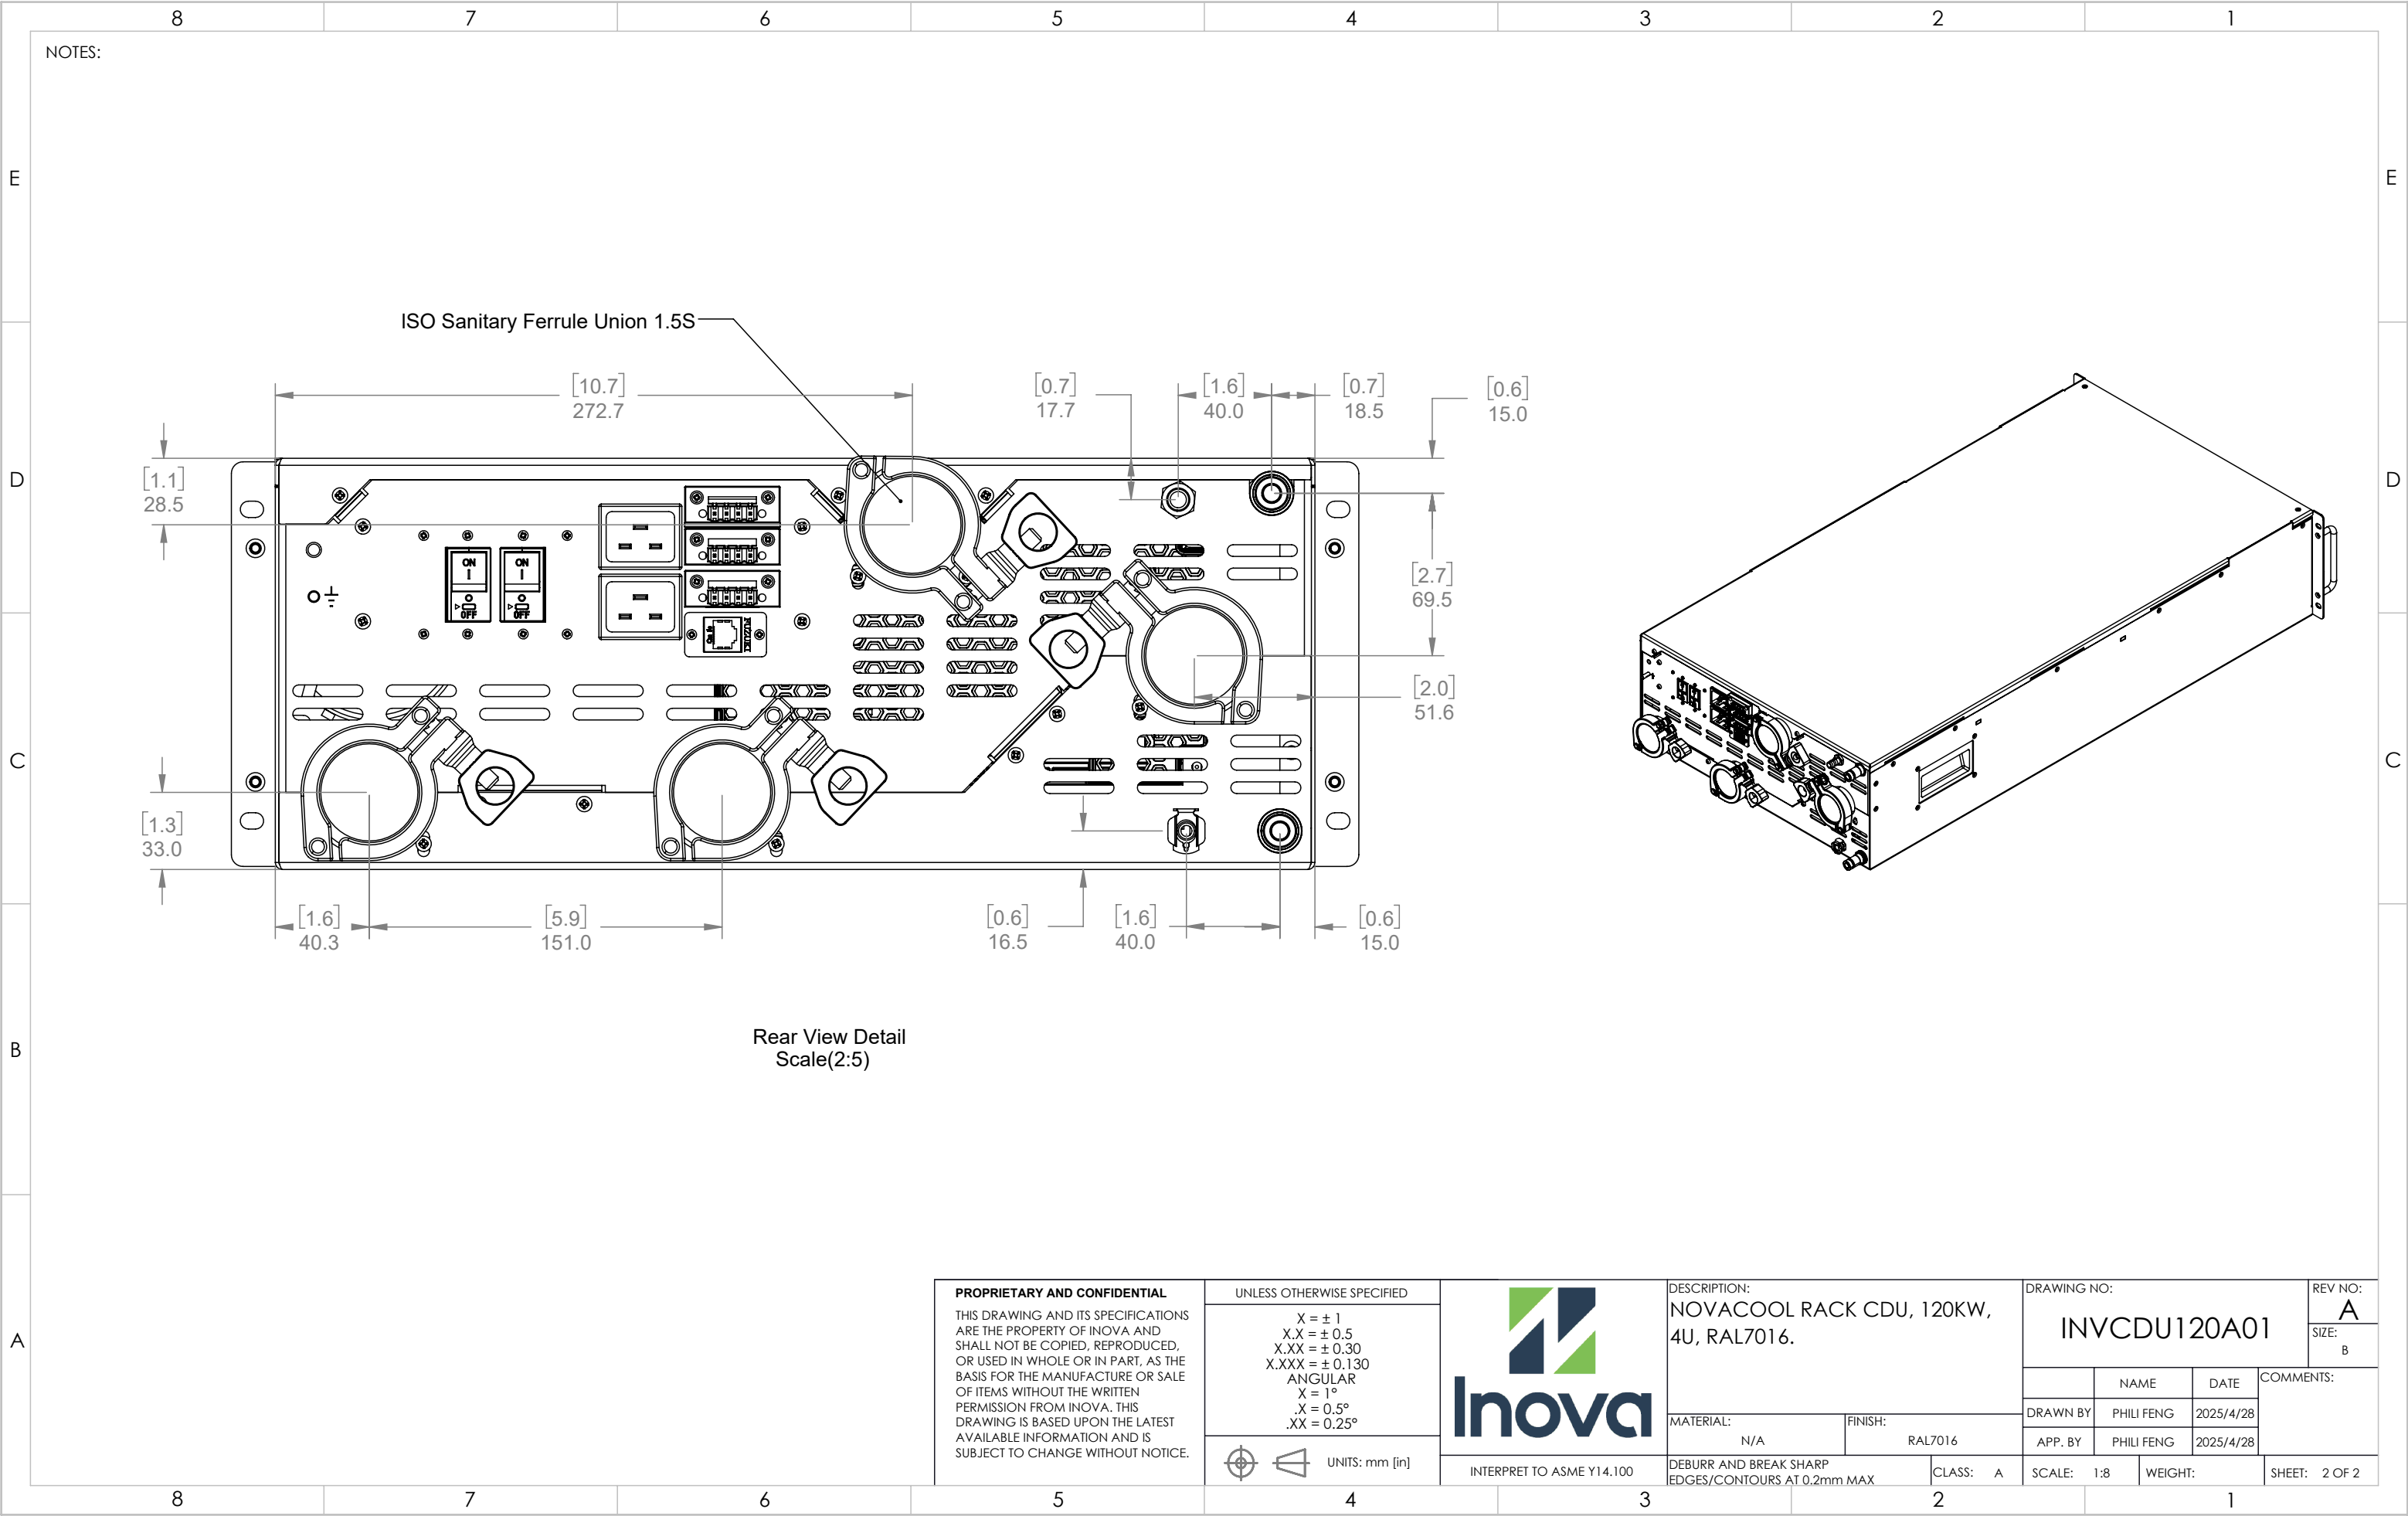 8 7 6 5 4 3 2 1
NOTES:
E E
ISO Sanitary Ferrule Union 1.5S
[10.7]
272.7
[0.7]
17.7
[1.6]
40.0
[0.7]
18.5
[0.6]
15.0
D D
[1.1]
28.5
ON
I
OFF
ON
I
OFF
[2.7]
69.5
[2.0]
51.6
C C
[1.3]
33.0
[1.6]
40.3
[5.9]
151.0
[0.6]
16.5
[1.6]
40.0
[0.6]
15.0
B B
Rear View Detail
Scale(2:5)
A A
PROPRIETARY AND CONFIDENTIAL
THIS DRAWING AND ITS SPECIFICATIONS
ARE THE PROPERTY OF INOVA AND
SHALL NOT BE COPIED, REPRODUCED,
OR USED IN WHOLE OR IN PART, AS THE
BASIS FOR THE MANUFACTURE OR SALE
OF ITEMS WITHOUT THE WRITTEN
PERMISSION FROM INOVA. THIS
DRAWING IS BASED UPON THE LATEST
AVAILABLE INFORMATION AND IS
SUBJECT TO CHANGE WITHOUT NOTICE.
UNLESS OTHERWISE SPECIFIED
X = ± 1
X.X = ± 0.5
X.XX = ± 0.30
X.XXX = ± 0.130
ANGULAR
X = 1°
.X = 0.5°
.XX = 0.25°
UNITS: mm [in]
Inova
INTERPRET TO ASME Y14.100
DESCRIPTION:
NOVACOOL RACK CDU, 120KW,
4U, RAL7016.
MATERIAL:
N/A
FINISH:
RAL7016
DEBURR AND BREAK SHARP
EDGES/CONTOURS AT 0.2mm MAX
CLASS: A
DRAWING NO:
INVCDU120A01
REV NO:
A
SIZE:
B
NAME DATE
COMMENTS:
DRAWN BY PHILI FENG 2025/4/28
APP. BY PHILI FENG 2025/4/28
SCALE: 1:8 WEIGHT: SHEET: 2 OF 2
8 7 6 5 4 3 2 1